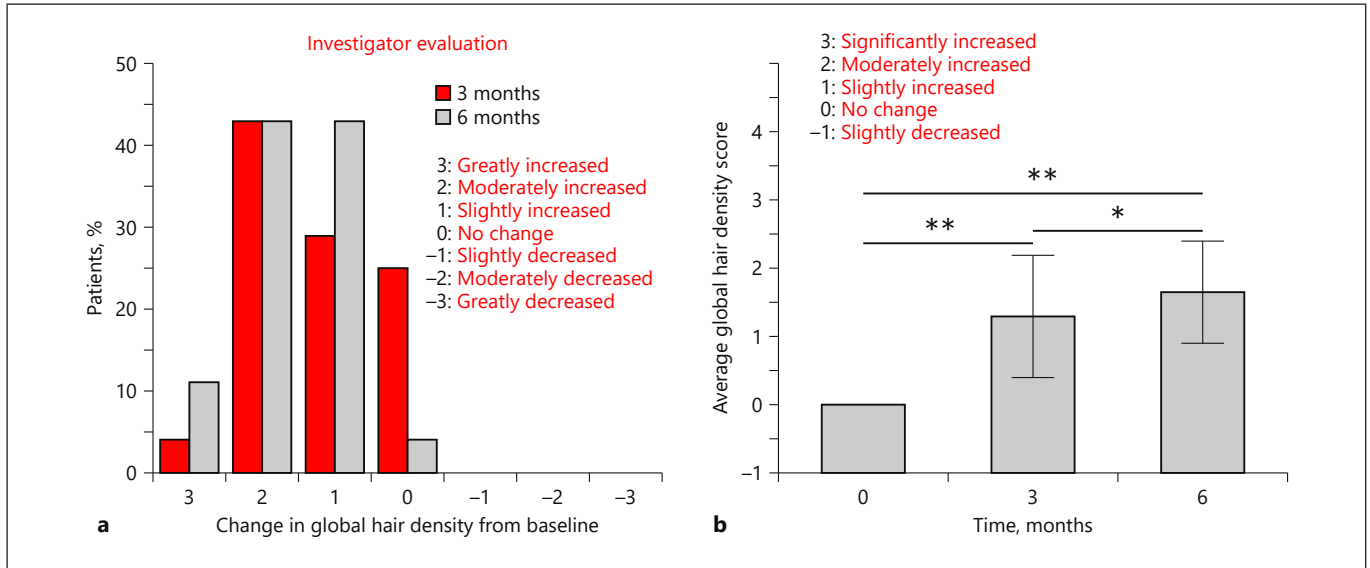 Investigator evaluation
50
40
30
20
10
0
Patients, %
3 months
6 months
3: Greatly increased
2: Moderately increased
1: Slightly increased
0: No change
–1: Slightly decreased
–2: Moderately decreased
–3: Greatly decreased
3 2 1 0 –1 –2 –3
a Change in global hair density from baseline
3: Significantly increased
2: Moderately increased
1: Slightly increased
0: No change
–1: Slightly decreased
4
3
2
1
0
–1
Average global hair density score
**
** *
0 3 6
b Time, months